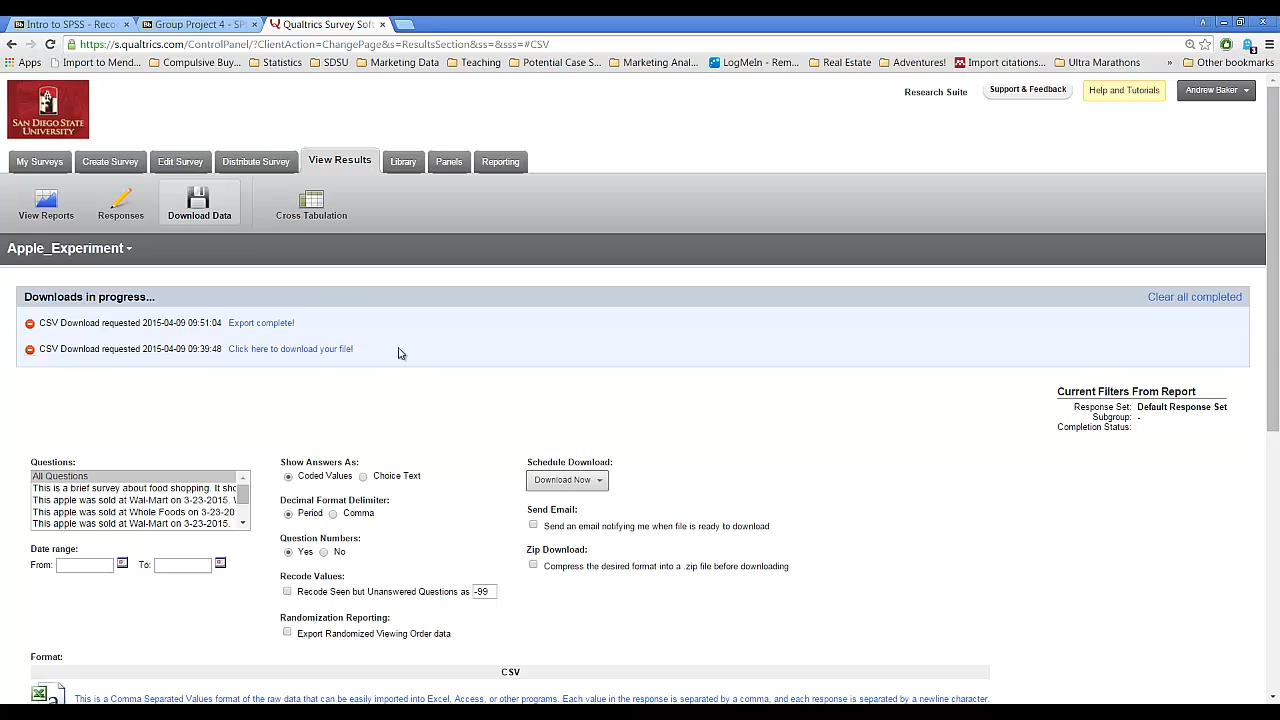 Intro to SPSS - Reco
Group Project 4 - SP
Qualtrics Survey Soft
https://s.qualtrics.com/ControlPanel/?ClientAction=ChangePage&s=ResultsSection&ss=&sss=#CSV
Apps Import to Mend... Compulsive Buy... Statistics SDSU Marketing Data Teaching Potential Case S... Marketing Anal... LogMeIn - Rem... Real Estate Adventures! Import citations... Ultra Marathons » Other bookmarks
SAN DIEGO STATE
UNIVERSITY
Research Suite Support & Feedback Help and Tutorials Andrew Baker
My Surveys Create Survey Edit Survey Distribute Survey View Results Library Panels Reporting
View Reports Responses Download Data Cross Tabulation
Apple_Experiment
Downloads in progress...
Clear all completed
CSV Download requested 2015-04-09 09:51:04 Export complete!
CSV Download requested 2015-04-09 09:39:48 Click here to download your file!
Current Filters From Report
Response Set: Default Response Set
Subgroup: -
Completion Status:
Questions:
All Questions
This is a brief survey about food shopping. It sho
This apple was sold at Wal-Mart on 3-23-2015.
This apple was sold at Whole Foods on 3-23-20
This apple was sold at Wal-Mart on 3-23-2015.
Date range:
From: To:
Show Answers As:
Coded Values Choice Text
Decimal Format Delimiter:
Period Comma
Question Numbers:
Yes No
Recode Values:
Recode Seen but Unanswered Questions as -99
Randomization Reporting:
Export Randomized Viewing Order data
Schedule Download:
Download Now
Send Email:
Send an email notifying me when file is ready to download
Zip Download:
Compress the desired format into a .zip file before downloading
Format:
CSV
This is a Comma Separated Values format of the raw data that can be easily imported into Excel, Access, or other programs. Each value in the response is separated by a comma, and each response is separated by a newline character.